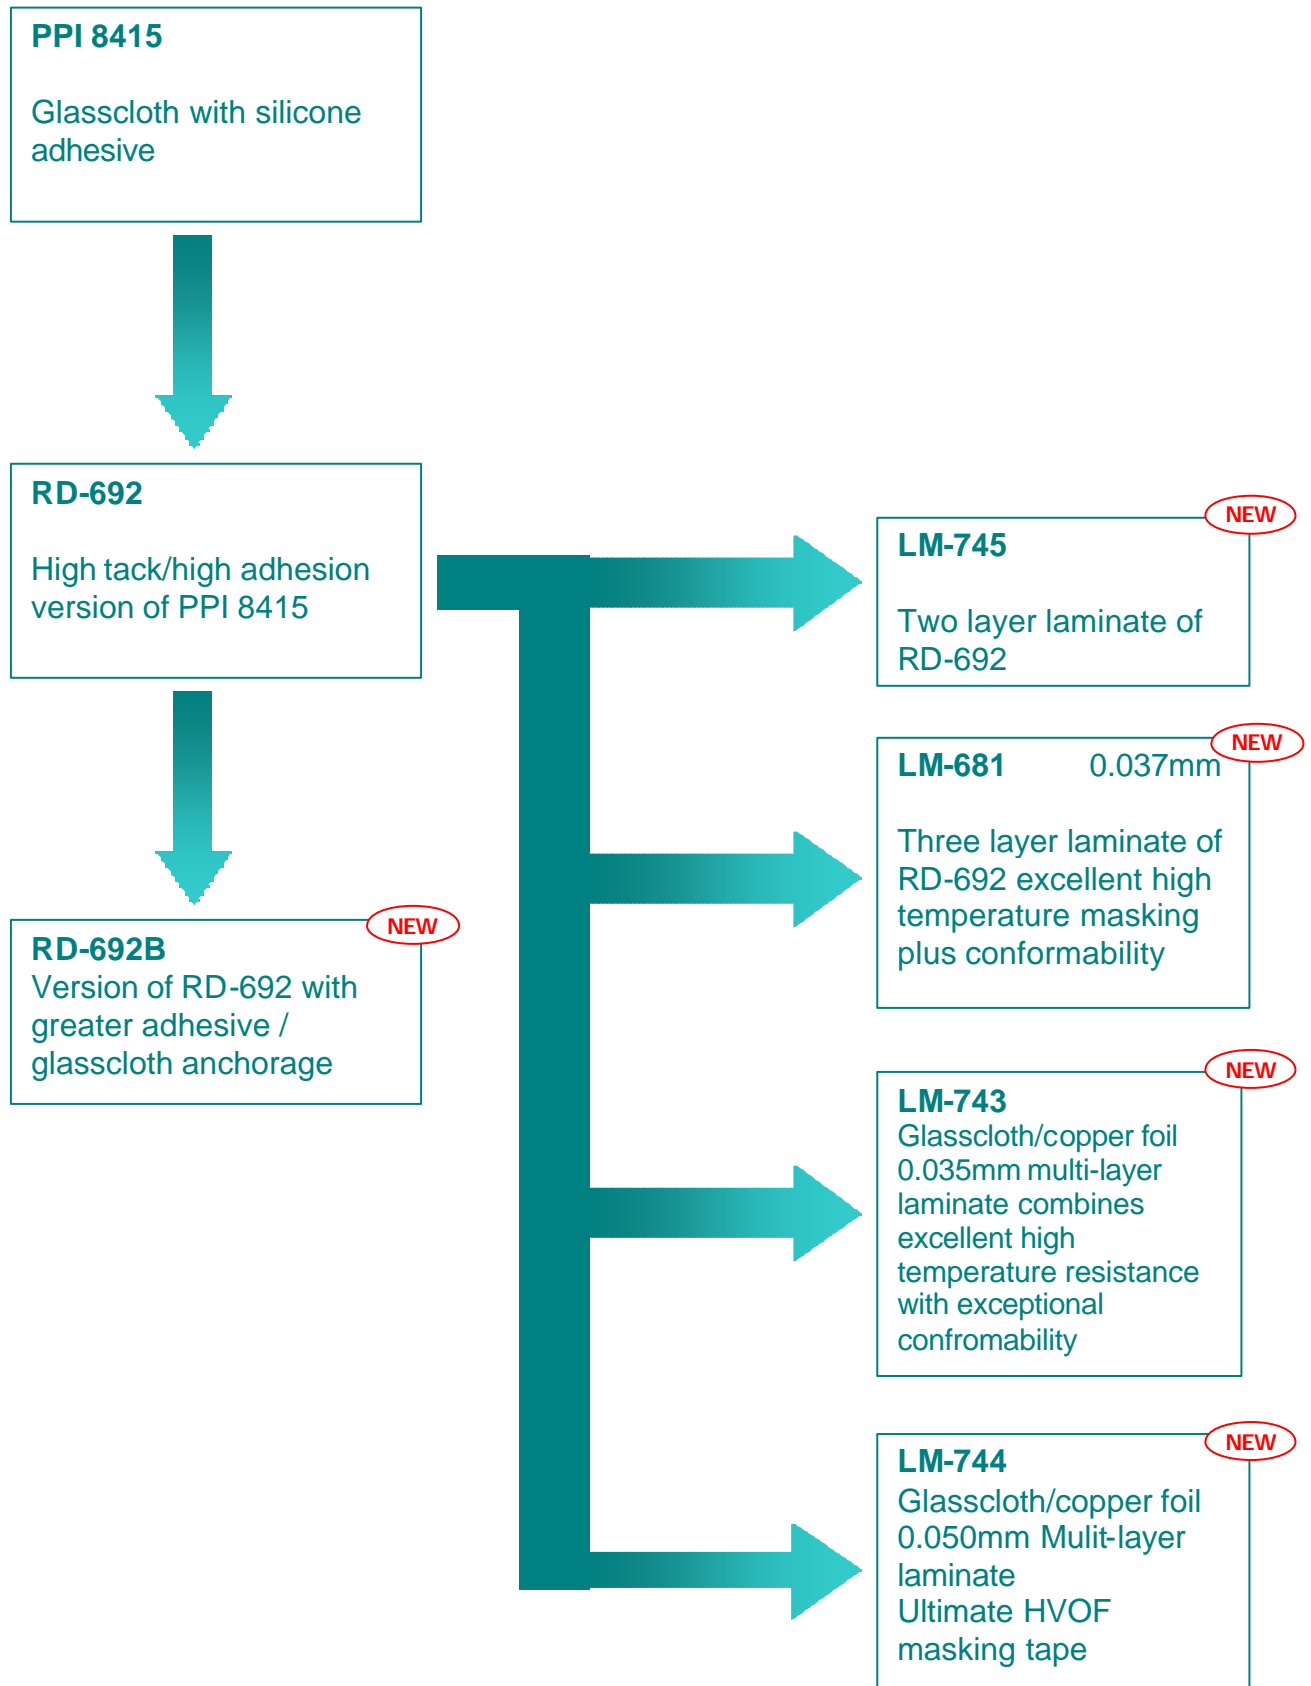 PPI 8415
Glasscloth with silicone
adhesive
RD-692
High tack/high adhesion
version of PPI 8415
NEW
RD-692B
Version of RD-692 with
greater adhesive /
glasscloth anchorage
NEW
LM-745
Two layer laminate of
RD-692
NEW
LM-681 0.037mm
Three layer laminate of
RD-692 excellent high
temperature masking
plus conformability
NEW
LM-743
Glasscloth/copper foil
0.035mm multi-layer
laminate combines
excellent high
temperature resistance
with exceptional
confromability
NEW
LM-744
Glasscloth/copper foil
0.050mm Mulit-layer
laminate
Ultimate HVOF
masking tape